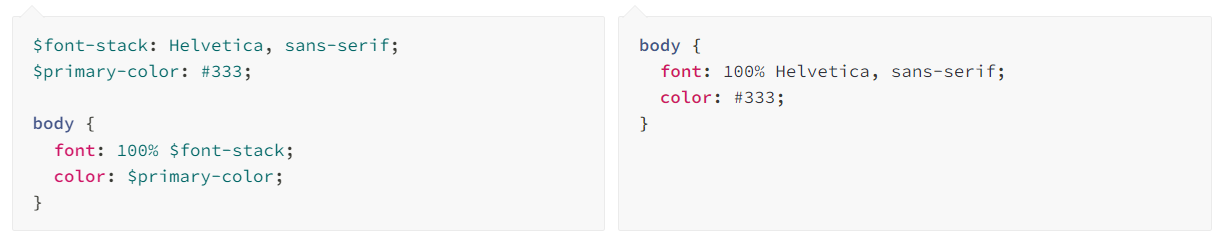 $font-stack: Helvetica, sans-serif;
$primary-color: #333;

body {
  font: 100% $font-stack;
  color: $primary-color;
}

body {
  font: 100% Helvetica, sans-serif;
  color: #333;
}